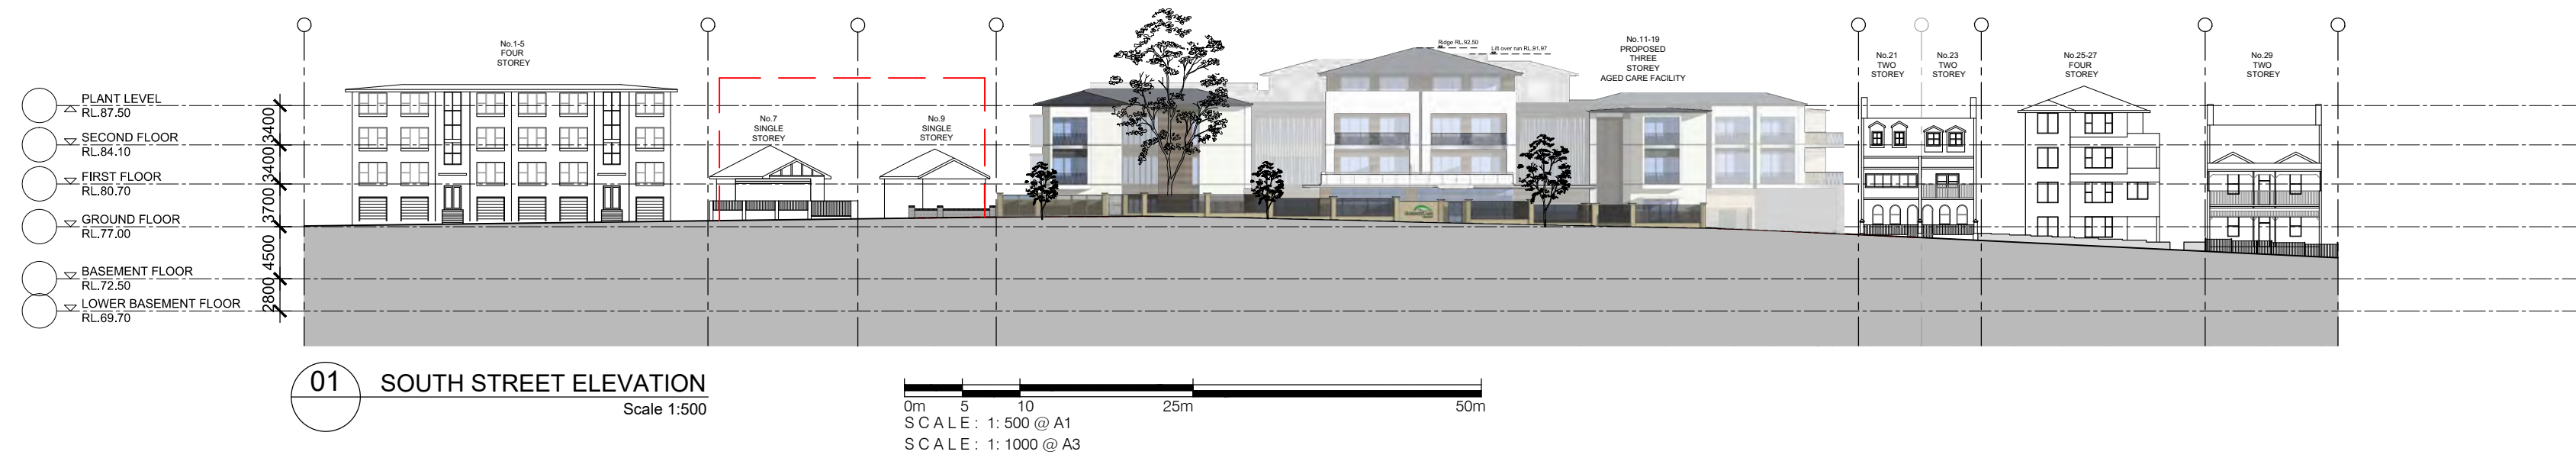 No.1-5
FOUR
STOREY
No.7
SINGLE
STOREY
No.9
SINGLE
STOREY
Ridge RL.92,50
Lift over run RL.91,97
No.11-19
PROPOSED
THREE
STOREY
AGED CARE FACILITY
No.21
TWO
STOREY
No.23
TWO
STOREY
No.25-27
FOUR
STOREY
No.29
TWO
STOREY
PLANT LEVEL
RL.87.50
SECOND FLOOR
RL.84.10
FIRST FLOOR
RL.80.70
GROUND FLOOR
RL.77.00
BASEMENT FLOOR
RL.72.50
LOWER BASEMENT FLOOR
RL.69.70
3400
3400
3700
4500
2800
01 SOUTH STREET ELEVATION
Scale 1:500
0m 5 10 25m 50m
SCALE: 1: 500 @ A1
SCALE: 1: 1000 @ A3